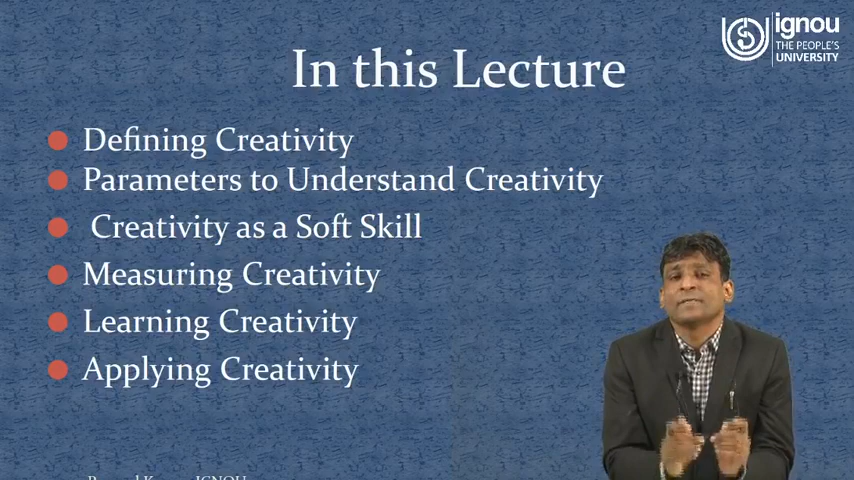 ignou
THE PEOPLE'S
UNIVERSITY
In this Lecture
Defining Creativity
Parameters to Understand Creativity
Creativity as a Soft Skill
Measuring Creativity
Learning Creativity
Applying Creativity